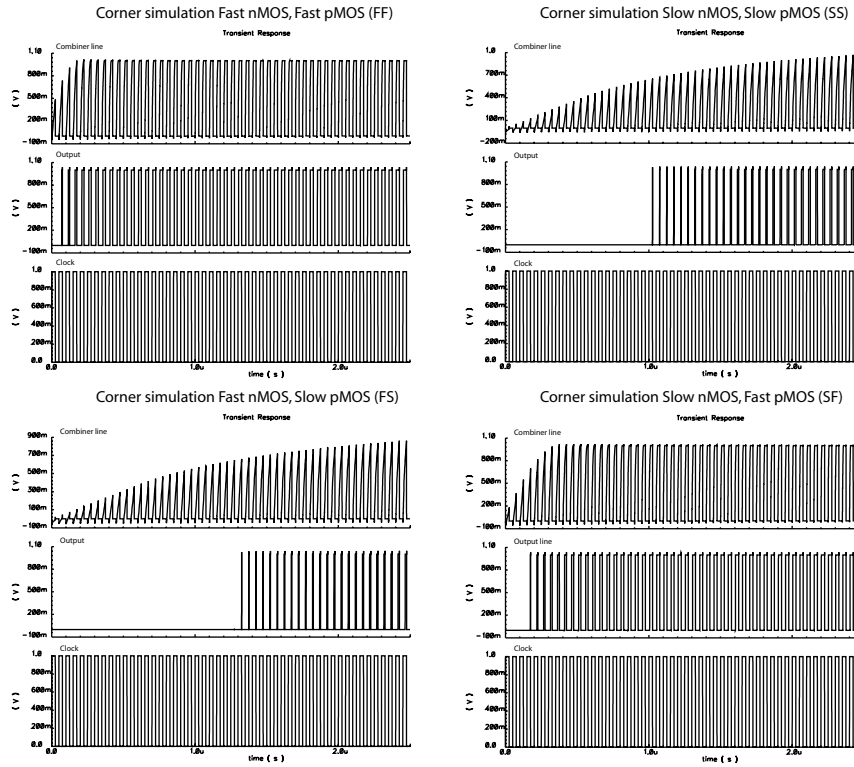 Corner simulation Fast nMOS, Fast pMOS (FF)
Transient Response
Combiner line
1.10
800m
500m
200m
-100m
(V)
Output
1.10
800m
500m
200m
-100m
(V)
Clock
1.0
800m
600m
400m
200m
0.0
(V)
0.0
1.0u
2.0u
time (s)
Corner simulation Slow nMOS, Slow pMOS (SS)
Transient Response
Combiner line
1.0
700m
400m
100m
-200m
(V)
Output
1.10
800m
500m
200m
-100m
(V)
Clock
1.0
800m
600m
400m
200m
0.0
(V)
0.0
1.0u
2.0u
time (s)
Corner simulation Fast nMOS, Slow pMOS (FS)
Transient Response
Combiner line
900m
700m
500m
300m
100m
-100m
(V)
Output
1.10
800m
500m
200m
-100m
(V)
Clock
1.0
800m
600m
400m
200m
0.0
(V)
0.0
1.0u
2.0u
time (s)
Corner simulation Slow nMOS, Fast pMOS (SF)
Transient Response
Combiner line
1.10
800m
500m
200m
-100m
(V)
Output line
1.10
800m
500m
200m
-100m
(V)
Clock
1.0
800m
600m
400m
200m
0.0
(V)
0.0
1.0u
2.0u
time (s)